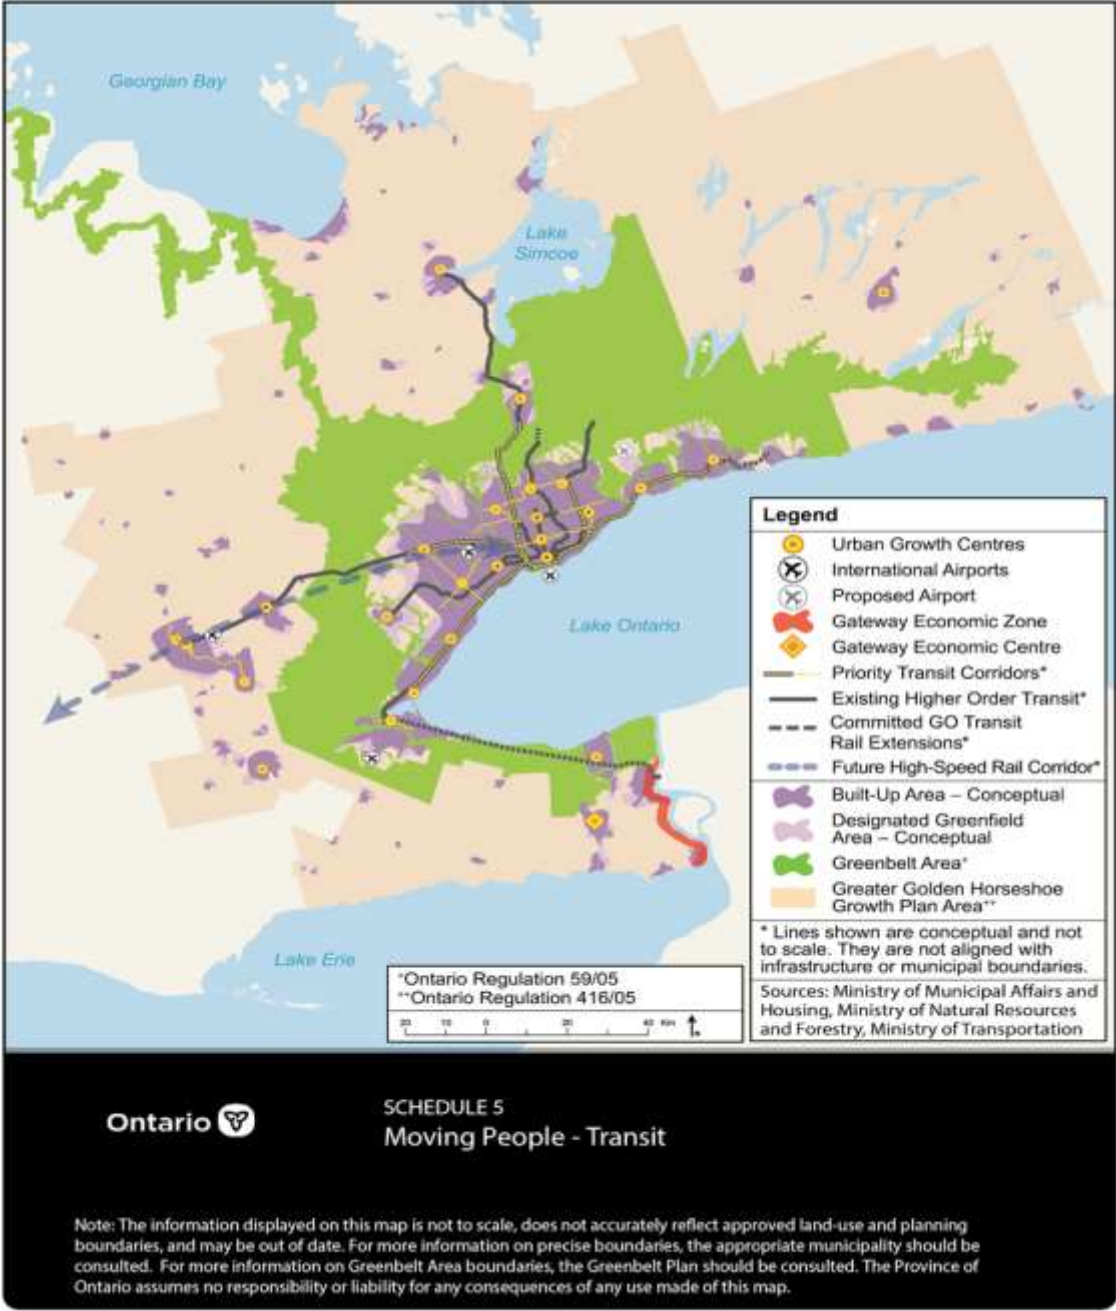 Georgian Bay
Lake
Simcoe
Lake Ontario
Lake Erie
Legend
Urban Growth Centres
International Airports
Proposed Airport
Gateway Economic Zone
Gateway Economic Centre
Priority Transit Corridors*
Existing Higher Order Transit*
Committed GO Transit
Rail Extensions*
Future High-Speed Rail Corridor*
Built-Up Area – Conceptual
Designated Greenfield
Area – Conceptual
Greenbelt Area⁺
Greater Golden Horseshoe
Growth Plan Area⁺⁺
* Lines shown are conceptual and not
to scale. They are not aligned with
infrastructure or municipal boundaries.
Sources: Ministry of Municipal Affairs and
Housing, Ministry of Natural Resources
and Forestry, Ministry of Transportation
⁺Ontario Regulation 59/05
⁺⁺Ontario Regulation 416/05
20 10 0 20 40 Km
Ontario
SCHEDULE 5
Moving People - Transit
Note: The information displayed on this map is not to scale, does not accurately reflect approved land-use and planning
boundaries, and may be out of date. For more information on precise boundaries, the appropriate municipality should be
consulted. For more information on Greenbelt Area boundaries, the Greenbelt Plan should be consulted. The Province of
Ontario assumes no responsibility or liability for any consequences of any use made of this map.